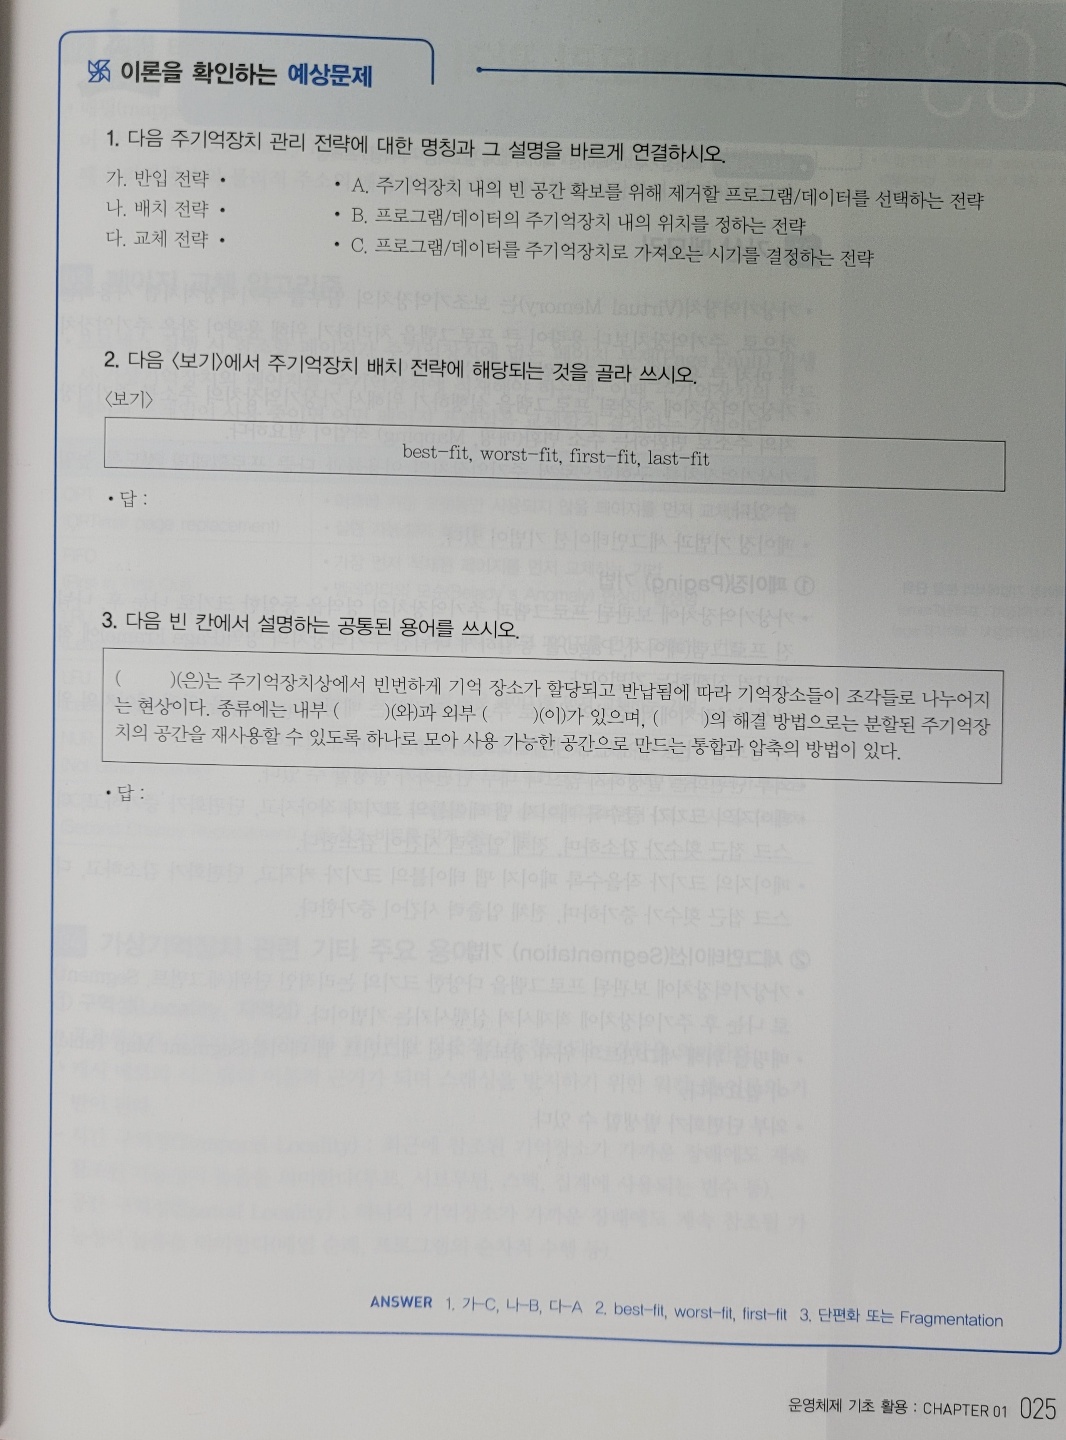 이론을 확인하는 예상문제
1. 다음 주기억장치 관리 전략에 대한 명칭과 그 설명을 바르게 연결하시오.
가. 반입 전략 •
• A. 주기억장치 내의 빈 공간 확보를 위해 제거할 프로그램/데이터를 선택하는 전략
나. 배치 전략 •
• B. 프로그램/데이터의 주기억장치 내의 위치를 정하는 전략
다. 교체 전략 •
• C. 프로그램/데이터를 주기억장치로 가져오는 시기를 결정하는 전략
2. 다음 〈보기〉에서 주기억장치 배치 전략에 해당되는 것을 골라 쓰시오.
〈보기〉
best-fit, worst-fit, first-fit, last-fit
• 답 :
3. 다음 빈 칸에서 설명하는 공통된 용어를 쓰시오.
(      )(은)는 주기억장치상에서 빈번하게 기억 장소가 할당되고 반납됨에 따라 기억장소들이 조각들로 나누어지
는 현상이다. 종류에는 내부 (      )(와)과 외부 (      )(이)가 있으며, (      )의 해결 방법으로는 분할된 주기억장
치의 공간을 재사용할 수 있도록 하나로 모아 사용 가능한 공간으로 만드는 통합과 압축의 방법이 있다.
• 답 :
ANSWER 1. 가-C, 나-B, 다-A 2. best-fit, worst-fit, first-fit 3. 단편화 또는 Fragmentation
운영체제 기초 활용 : CHAPTER 01 025